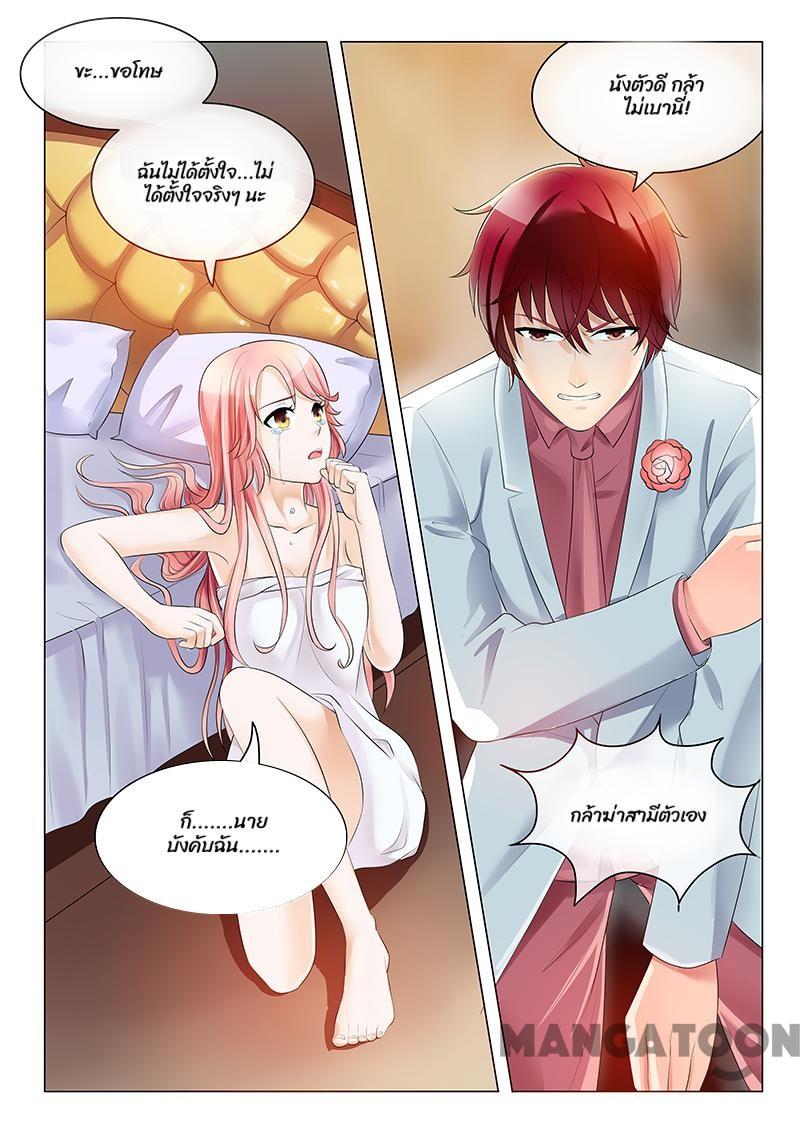 ขะ...ขอโทษ
ฉันไม่ได้ตั้งใจ...ไม่
ได้ตั้งใจจริงๆ นะ
ก็.......นาย
บังคับฉัน.......
นังตัวดี กล้า
ไม่เบานี่!
กล้าฆ่าสามีตัวเอง
MANGATOON